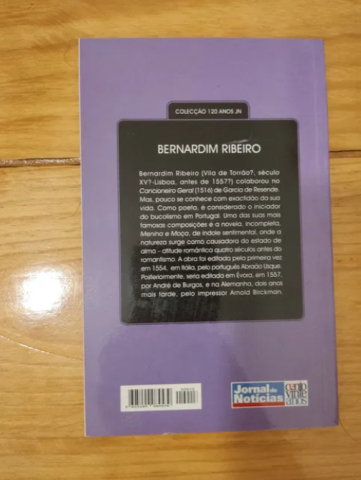 COLECÇÃO 120 ANOS JN
BERNARDIM RIBEIRO
Bernardim Ribeiro (Vila de Torrão?, século
XV?-Lisboa, antes de 1557?) colaborou no
Cancioneiro Geral (1516) de Garcia de Resende.
Mas, pouco se conhece com exactidão da sua
vida. Como poeta, é considerado o iniciador
do bucolismo em Portugal. Uma das suas mais
famosas composições é a novela, incompleta,
Menina e Moça, de índole sentimental, onde a
natureza surge como causadora do estado de
alma – atitude romântica quatro séculos antes do
romantismo. A obra foi editada pela primeira vez
em 1554, em Itália, pelo português Abraão Usque.
Posteriormente, seria editada em Évora, em 1557,
por André de Burgos, e na Alemanha, dois anos
mais tarde, pelo impressor Arnold Birckman.
Jornal de
Notícias
cento
Vinte
anos